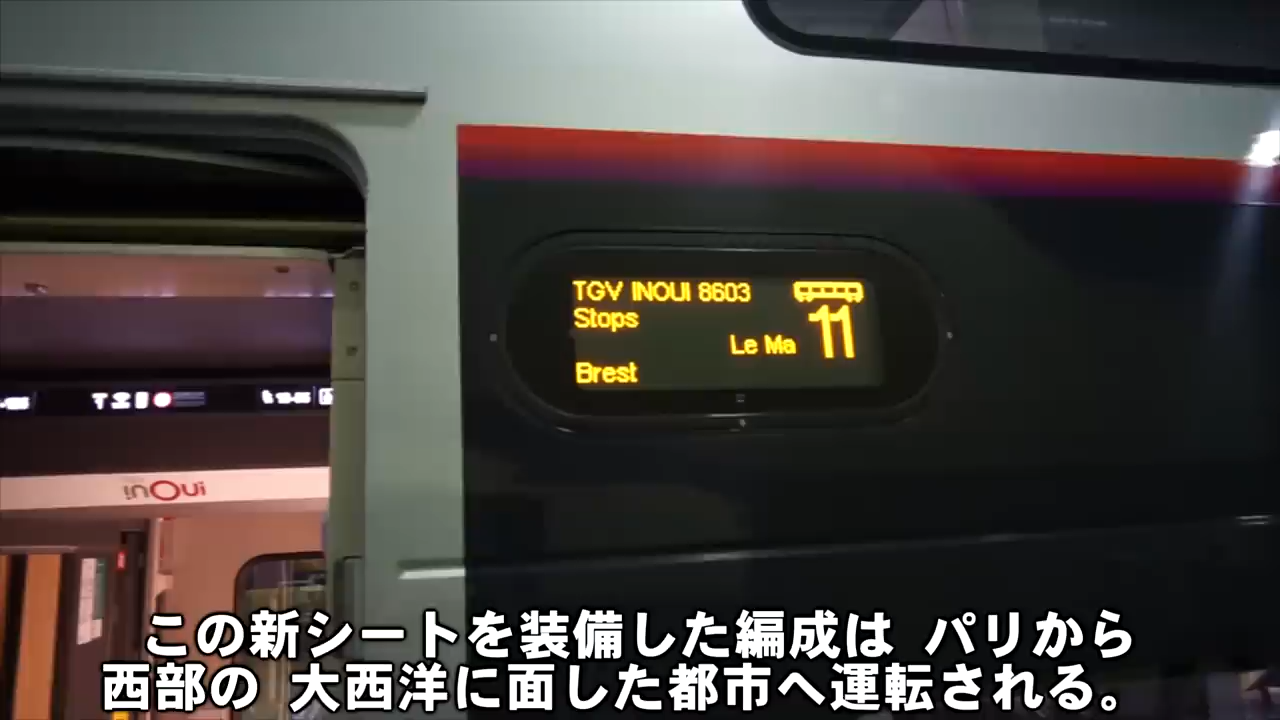 TGV INOUI 8603
Stops
11
Le Ma
Brest
inOui
この新シートを装備した編成は パリから
西部の 大西洋に面した都市へ運転される。